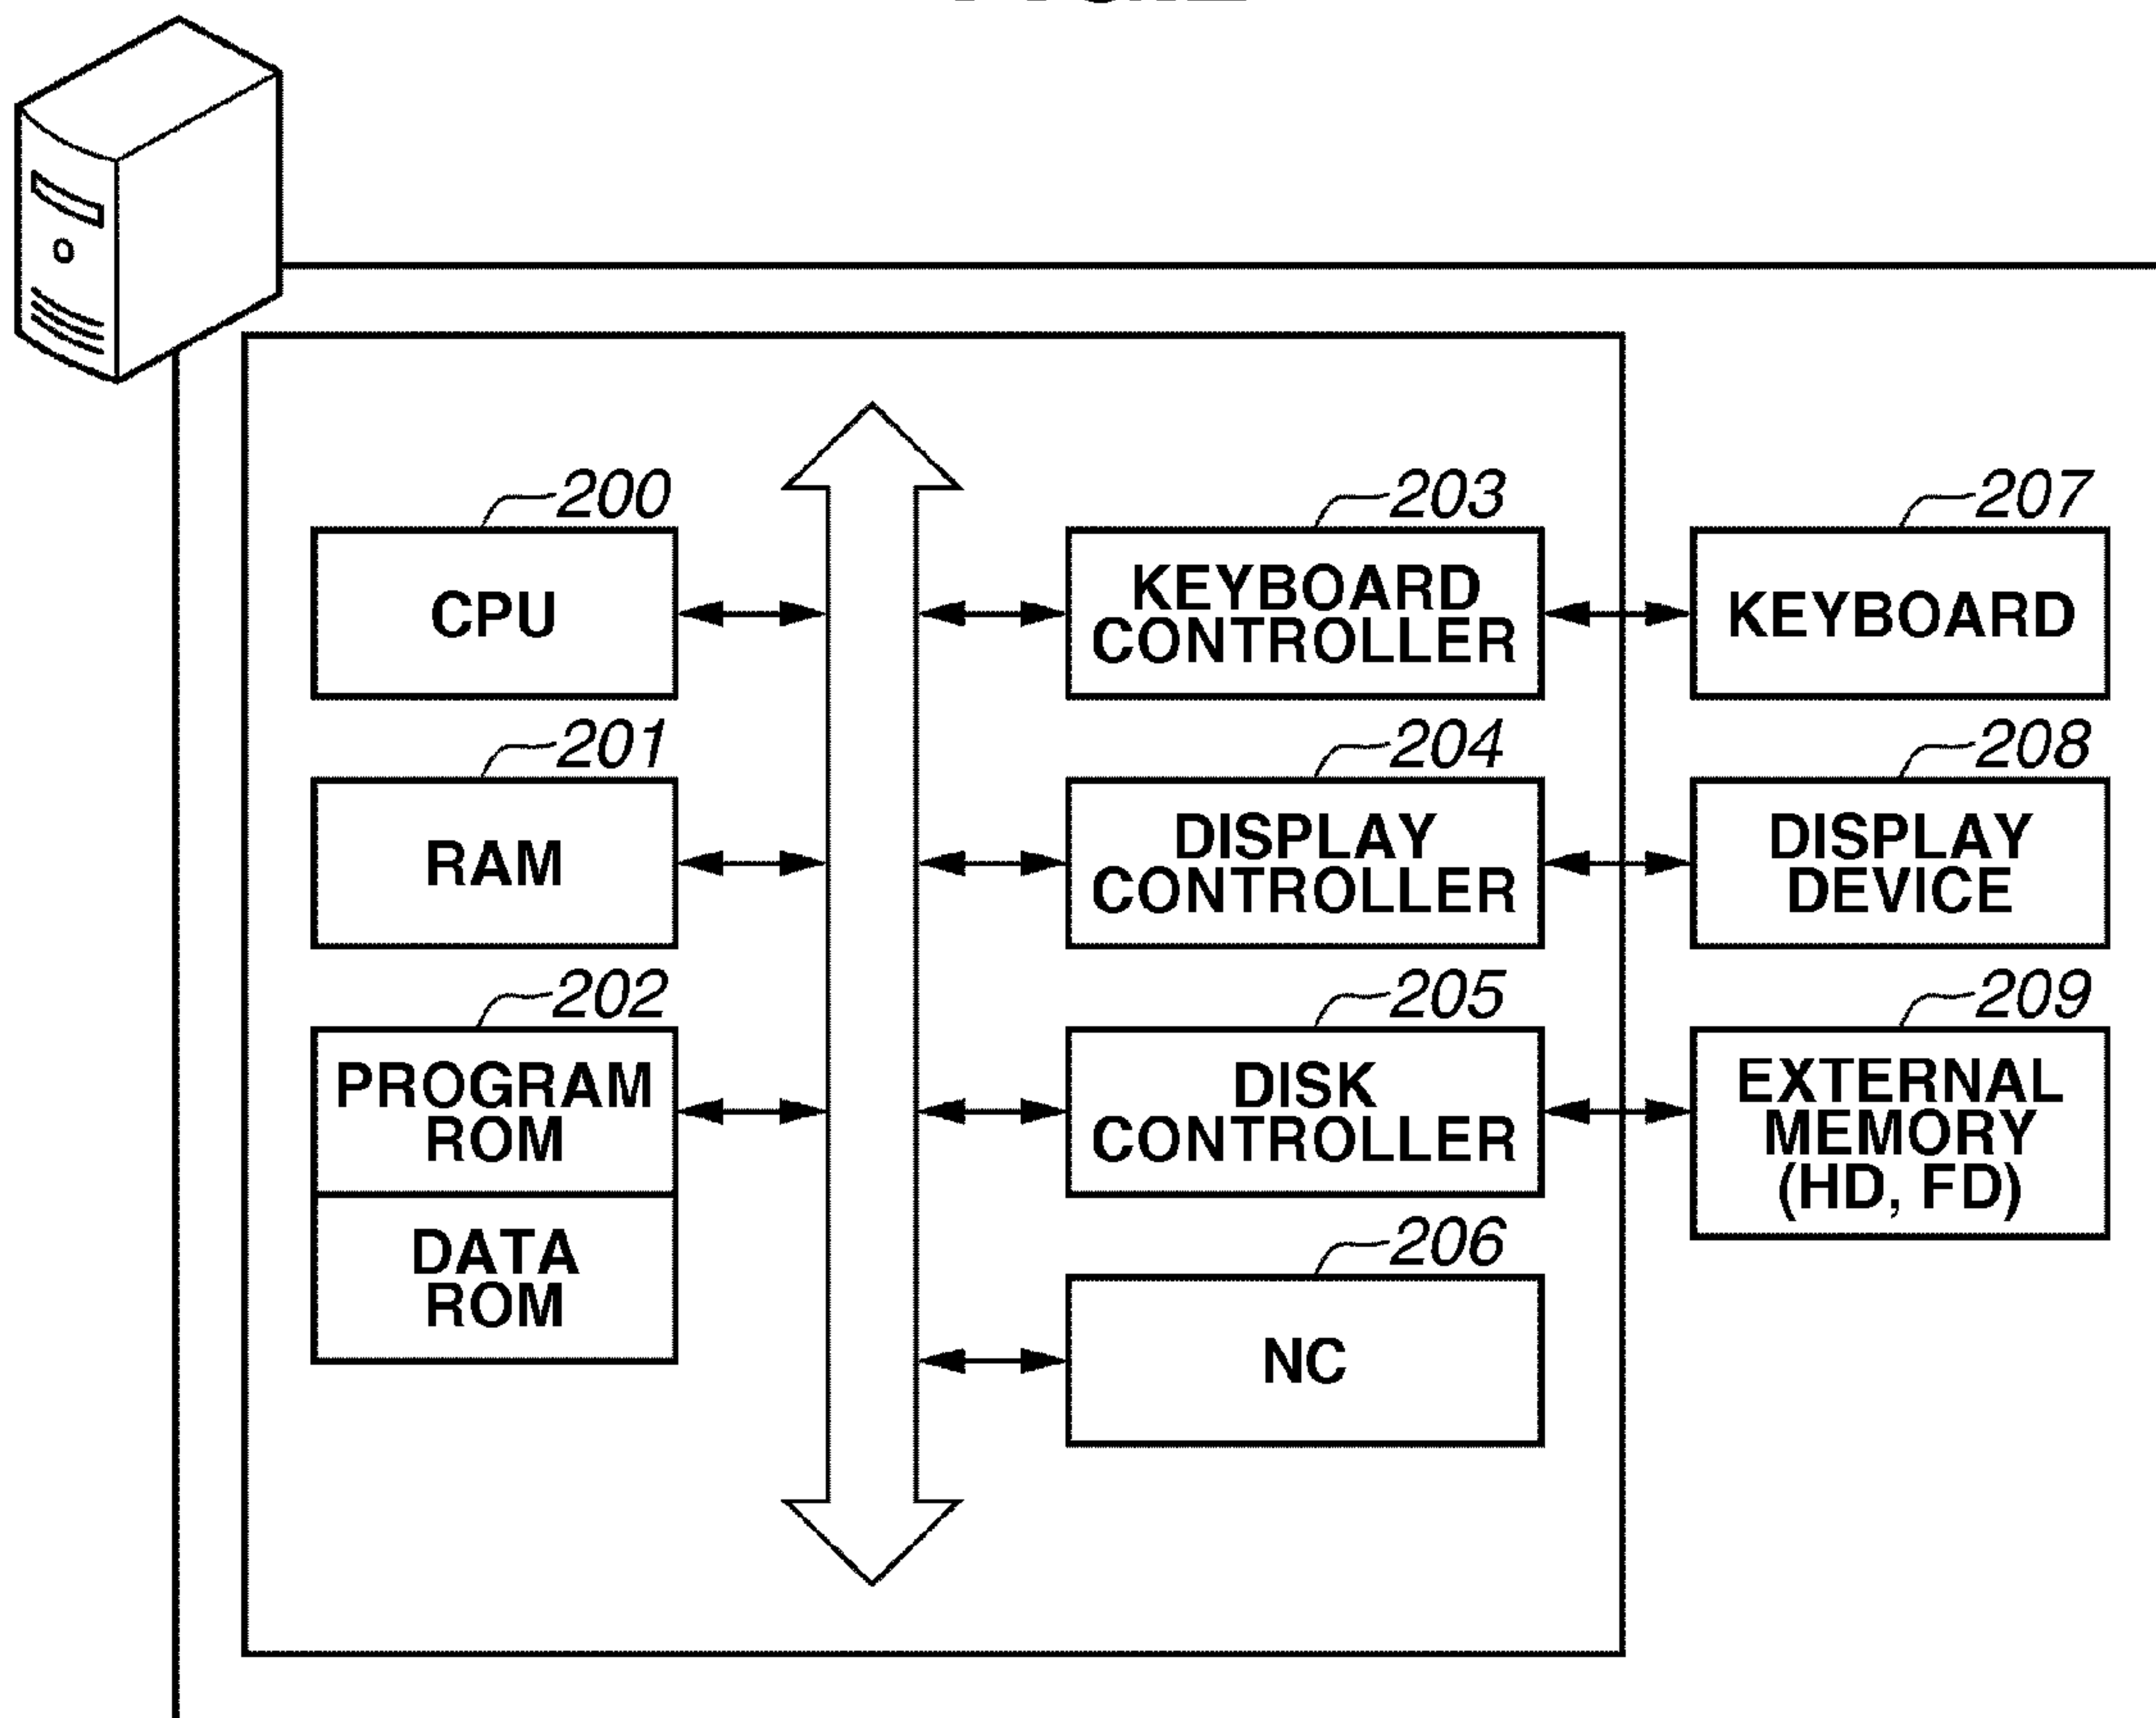 200
CPU
201
RAM
202
PROGRAM
ROM
DATA
ROM
203
KEYBOARD
CONTROLLER
204
DISPLAY
CONTROLLER
205
DISK
CONTROLLER
206
NC
207
KEYBOARD
208
DISPLAY
DEVICE
209
EXTERNAL
MEMORY
(HD, FD)